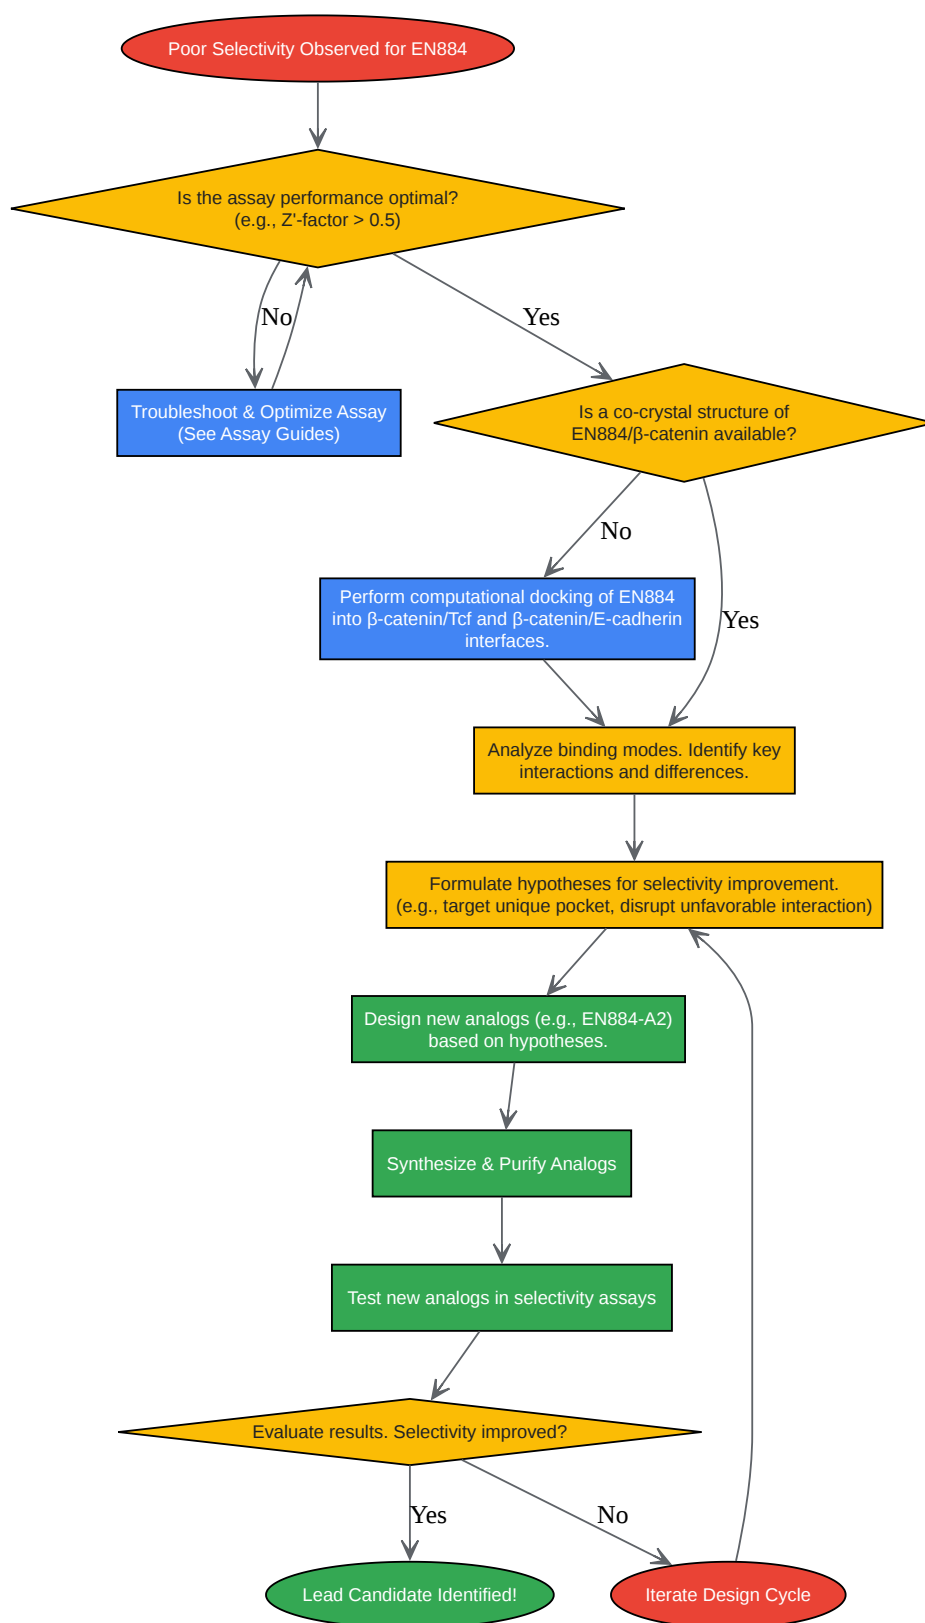 Poor Selectivity Observed for EN884
Is the assay performance optimal?
(e.g., Z'-factor > 0.5)
No
Yes
Troubleshoot & Optimize Assay
(See Assay Guides)
Is a co-crystal structure of
EN884/β-catenin available?
No
Yes
Perform computational docking of EN884
into β-catenin/Tcf and β-catenin/E-cadherin
interfaces.
Analyze binding modes. Identify key
interactions and differences.
Formulate hypotheses for selectivity improvement.
(e.g., target unique pocket, disrupt unfavorable interaction)
Design new analogs (e.g., EN884-A2)
based on hypotheses.
Synthesize & Purify Analogs
Test new analogs in selectivity assays
Evaluate results. Selectivity improved?
Yes
No
Lead Candidate Identified!
Iterate Design Cycle